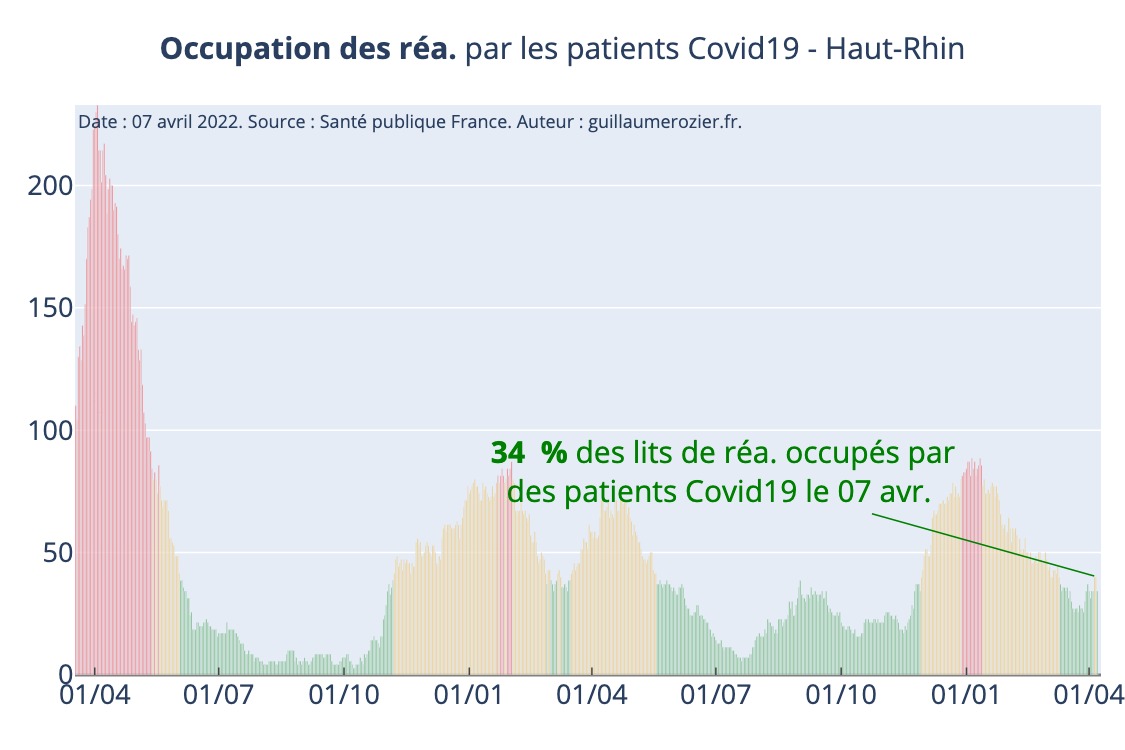 Occupation des réa. par les patients Covid19 - Haut-Rhin
Date : 07 avril 2022. Source : Santé publique France. Auteur : guillaumerozier.fr.
200
150
100
34 % des lits de réa. occupés par
des patients Covid19 le 07 avr.
50
0
01/04 01/07 01/10 01/01 01/04 01/07 01/10 01/01 01/04